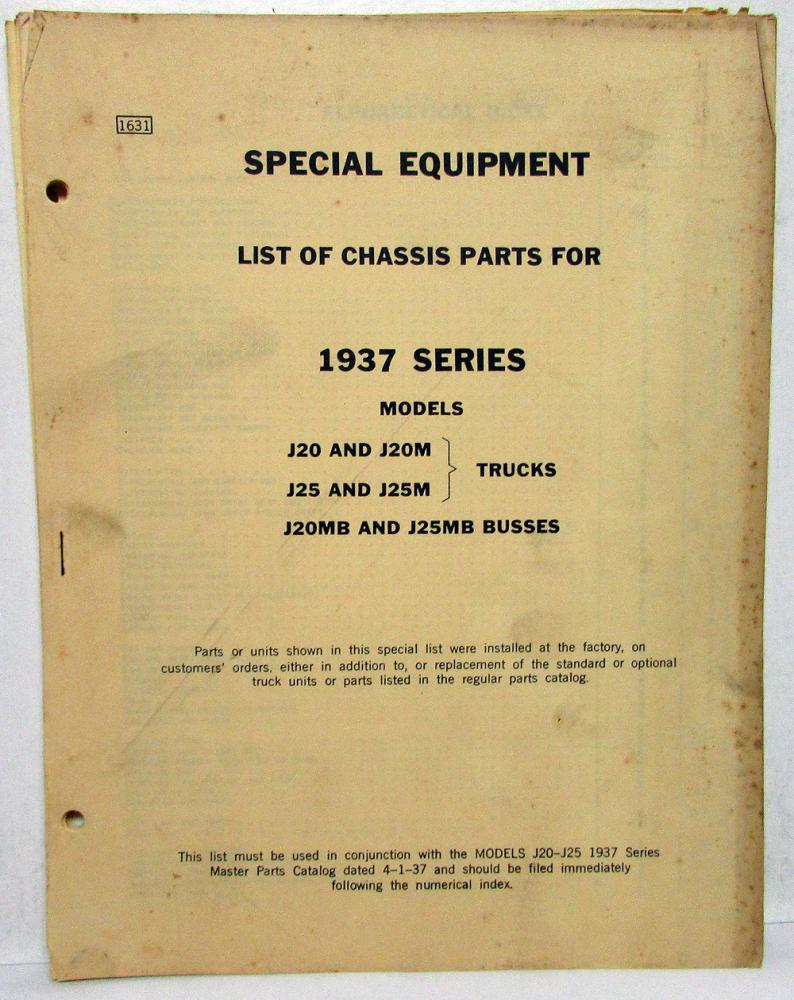 1631
SPECIAL EQUIPMENT
LIST OF CHASSIS PARTS FOR
1937 SERIES
MODELS
J20 AND J20M
TRUCKS
J25 AND J25M
J20MB AND J25MB BUSSES
Parts or units shown in this special list were installed at the factory, on
customers' orders, either in addition to, or replacement of the standard or optional
truck units or parts listed in the regular parts catalog.
This list must be used in conjunction with the MODELS J20-J25 1937 Series
Master Parts Catalog dated 4-1-37 and should be filed immediately
following the numerical index.